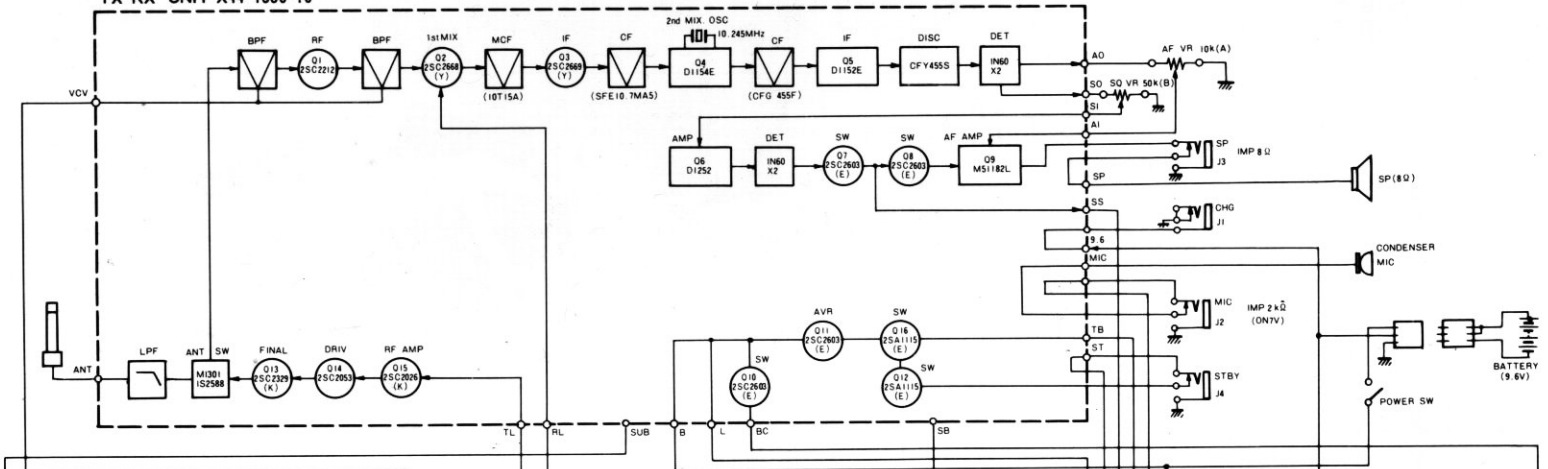 BPF
RF
BPF
1st MIX
MCF
IF
CF
2nd MIX. OSC
10.245MHz
CF
IF
DISC
DET
Q1
2SC2212
Q2
2SC2668
(Y)
(10T15A)
Q3
2SC2669
(Y)
(SFE10.7MA5)
Q4
D1154E
(CFG 455F)
Q5
D1152E
CFY455S
IN60
X2
AO
AF VR 10k(A)
VCV
SO
SQ VR 50k(B)
SI
AI
AMP
DET
SW
SW
AF AMP
Q6
D1252
IN60
X2
Q7
2SC2603
(E)
Q8
2SC2603
(E)
Q9
M51182L
SP
J3
IMP 8Ω
SP
SP(8Ω)
SS
CHG
J1
9.6
MIC
CONDENSER
MIC
MIC
J2
IMP 2kΩ
(ON7V)
AVR
SW
Q11
2SC2603
(E)
Q16
2SA1115
(E)
TB
ST
SW
Q10
2SC2603
(E)
SW
Q12
2SA1115
(E)
STBY
J4
BATTERY
(9.6V)
POWER SW
ANT
LPF
ANT SW
FINAL
DRIV
RF AMP
MI301
IS2588
Q13
2SC2329
(K)
Q14
2SC2053
Q15
2SC2026
(K)
TL
RL
SUB
B
L
BC
SB